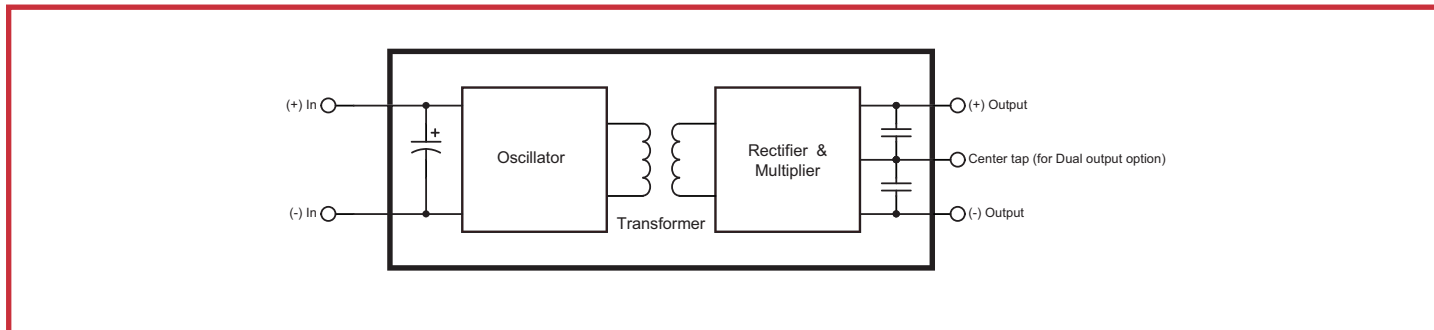 (+) In
(-) In
+
Oscillator
Transformer
Rectifier &
Multiplier
(+) Output
Center tap (for Dual output option)
(-) Output